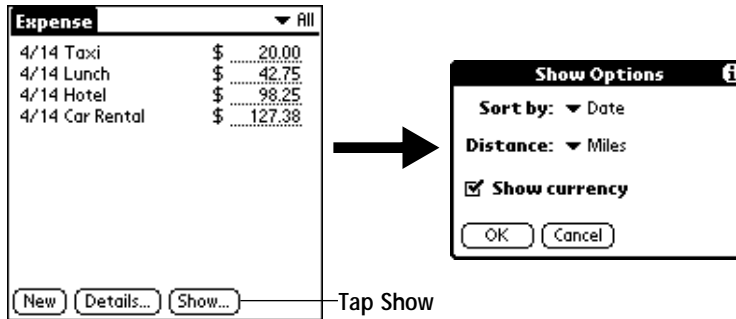 Expense All
4/14 Taxi $ 20.00
4/14 Lunch $ 42.75
4/14 Hotel $ 98.25
4/14 Car Rental $ 127.38
New Details... Show... Tap Show
Show Options i
Sort by: Date
Distance: Miles
Show currency
OK Cancel